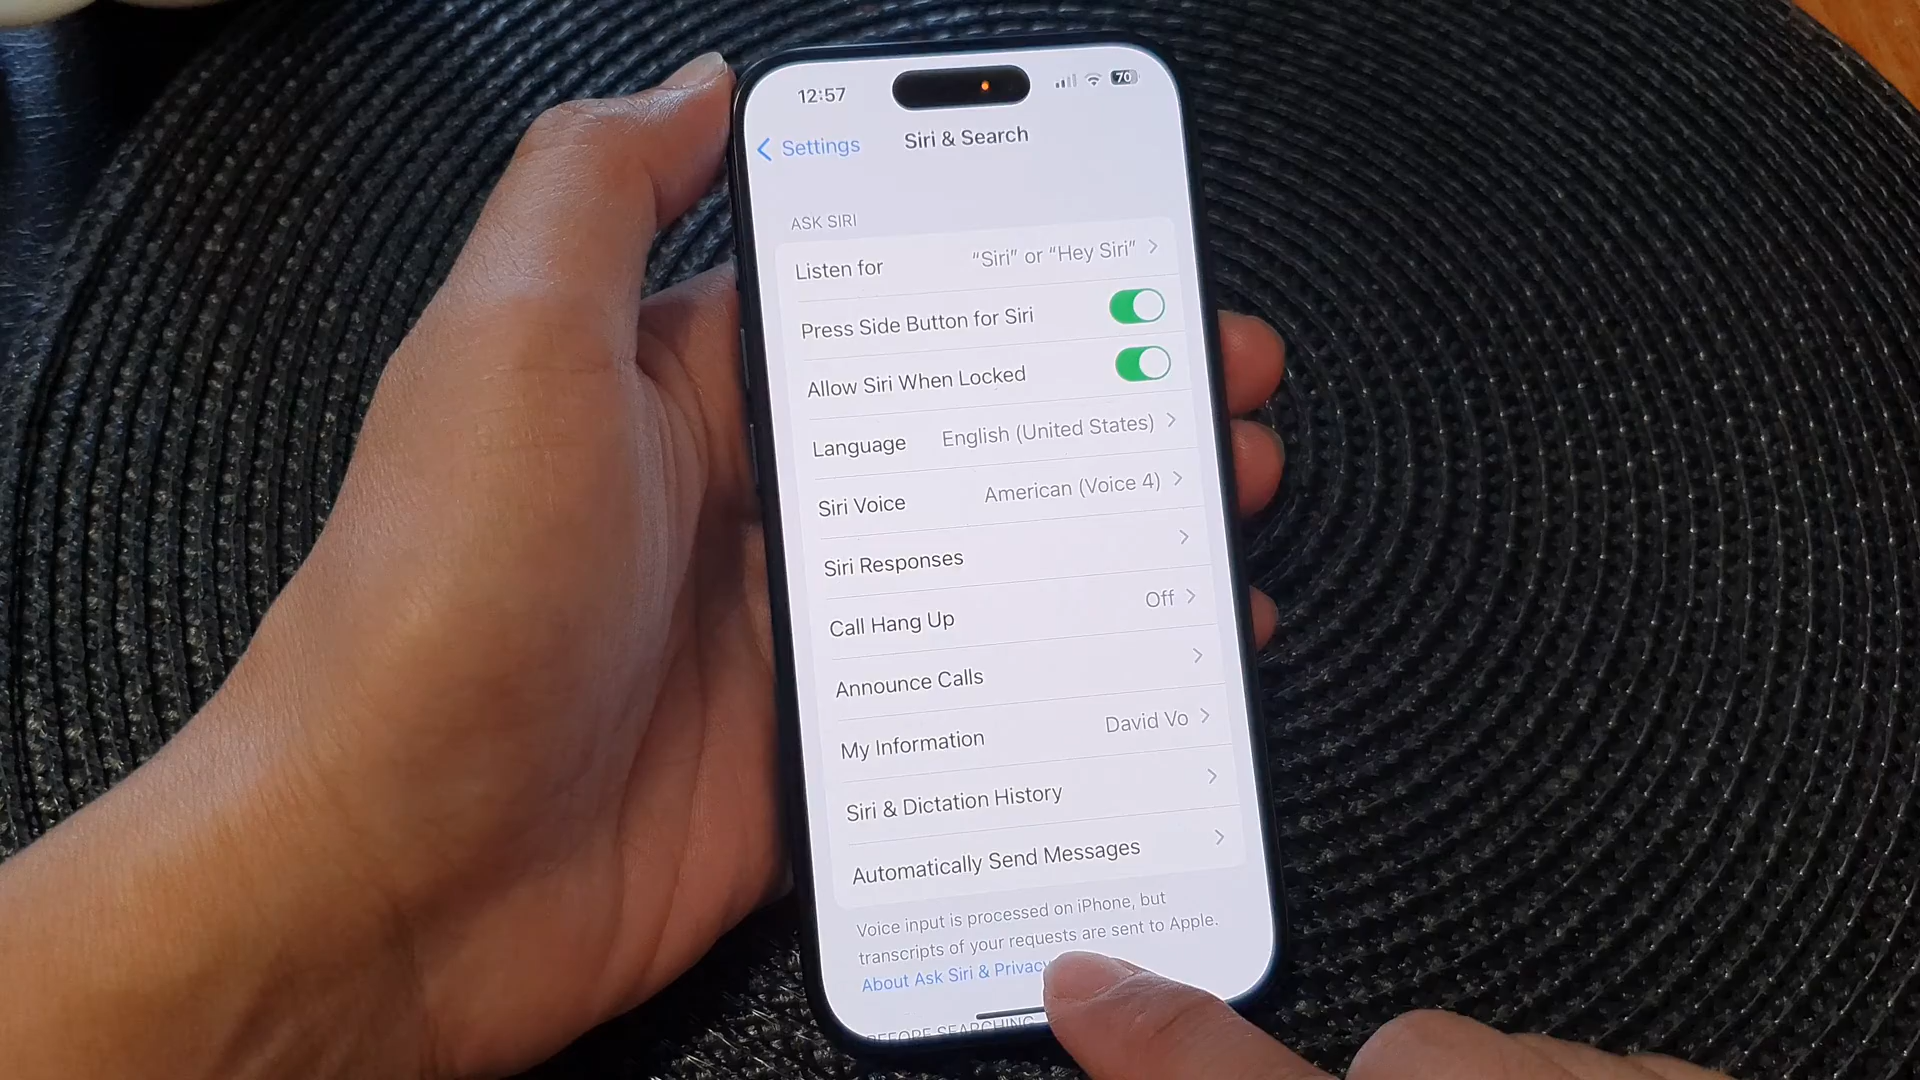 12:57
70
Settings
Siri & Search
ASK SIRI
Listen for
“Siri” or “Hey Siri”
Press Side Button for Siri
Allow Siri When Locked
Language
English (United States)
Siri Voice
American (Voice 4)
Siri Responses
Call Hang Up
Off
Announce Calls
My Information
David Vo
Siri & Dictation History
Automatically Send Messages
Voice input is processed on iPhone, but
transcripts of your requests are sent to Apple.
About Ask Siri & Privacy
BEFORE SEARCHING